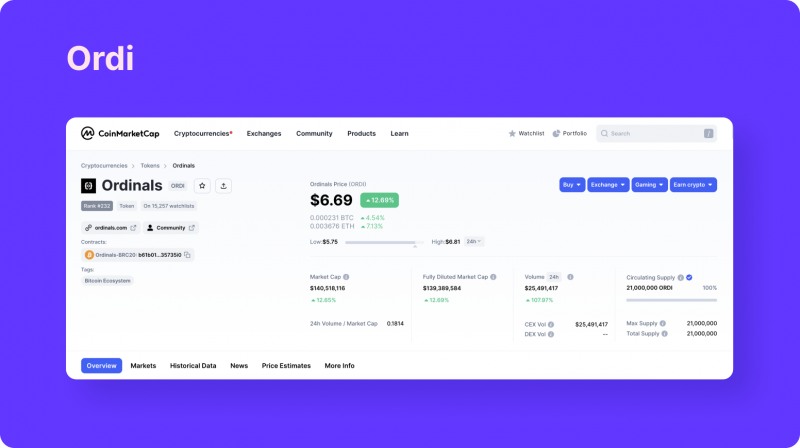 Ordi
CoinMarketCap Cryptocurrencies Exchanges Community Products Learn Watchlist Portfolio Search /
Cryptocurrencies > Tokens > Ordinals
Ordinals ORDI
Rank #232 Token On 15,257 watchlists
ordinals.com Community
Contracts:
Ordinals-BRC20: b61b01...35735i0
Tags:
Bitcoin Ecosystem
Ordinals Price (ORDI)
$6.69 12.69%
0.000231 BTC 4.54%
0.003676 ETH 7.13%
Low: $5.75 High: $6.81 24h
Buy Exchange Gaming Earn crypto
Market Cap
$140,518,116
12.65%
24h Volume / Market Cap 0.1814
Fully Diluted Market Cap
$139,389,584
12.69%
Volume 24h
$25,491,417
107.97%
CEX Vol $25,491,417
DEX Vol --
Circulating Supply
21,000,000 ORDI 100%
Max Supply 21,000,000
Total Supply 21,000,000
Overview Markets Historical Data News Price Estimates More Info